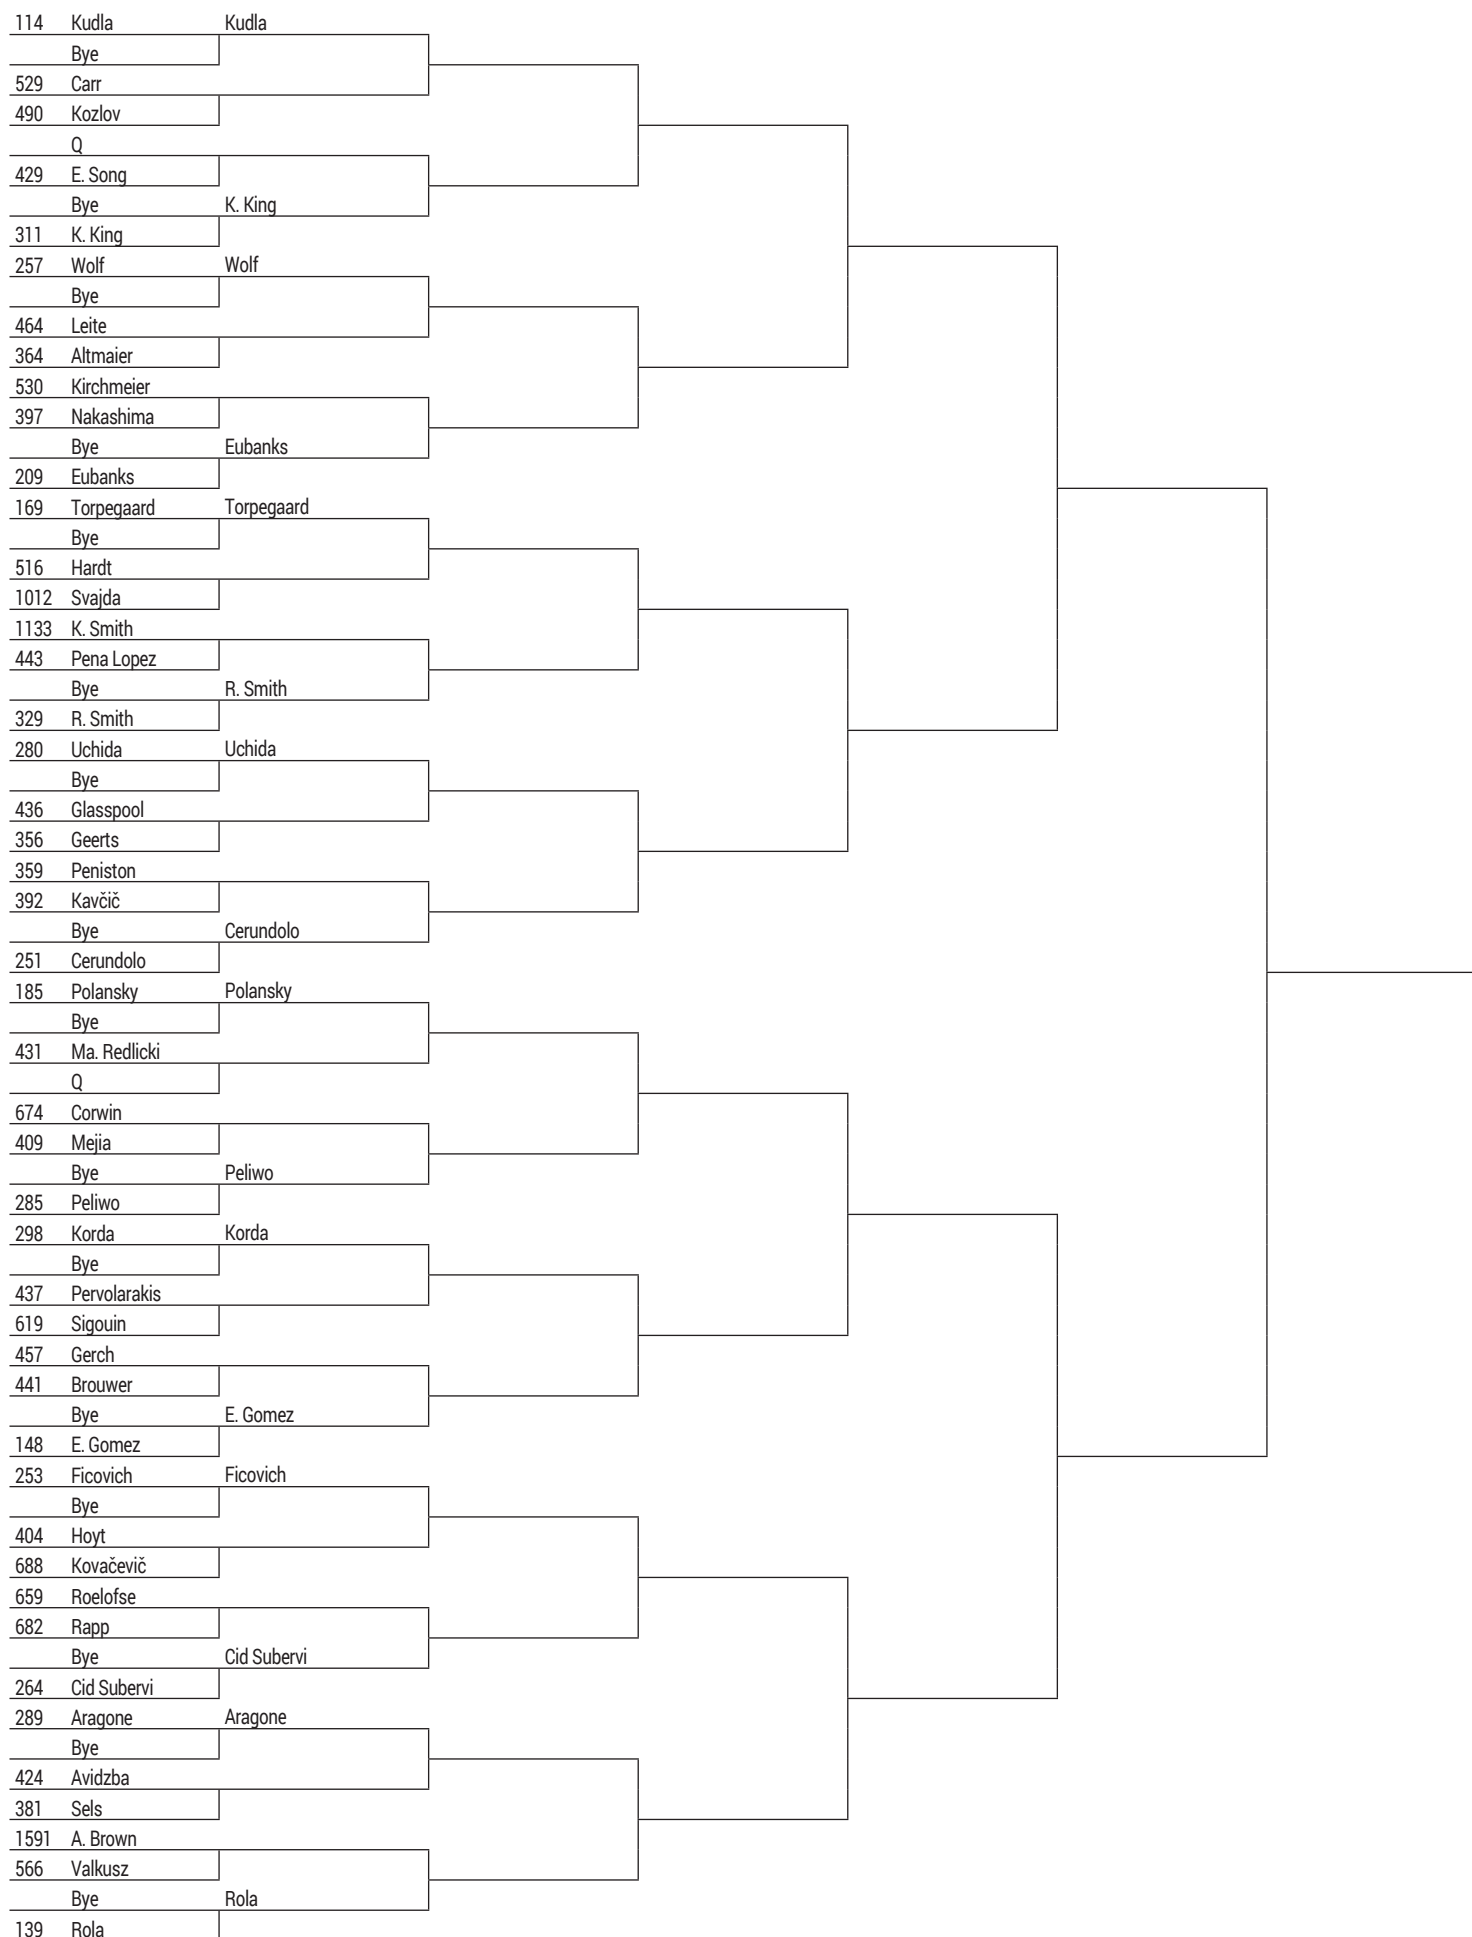 114 Kudla Kudla
Bye
529 Carr
490 Kozlov
Q
429 E. Song
Bye K. King
311 K. King
257 Wolf Wolf
Bye
464 Leite
364 Altmaier
530 Kirchmeier
397 Nakashima
Bye Eubanks
209 Eubanks
169 Torpegaard Torpegaard
Bye
516 Hardt
1012 Svajda
1133 K. Smith
443 Pena Lopez
Bye R. Smith
329 R. Smith
280 Uchida Uchida
Bye
436 Glasspool
356 Geerts
359 Peniston
392 Kavčič
Bye Cerundolo
251 Cerundolo
185 Polansky Polansky
Bye
431 Ma. Redlicki
Q
674 Corwin
409 Mejia
Bye Peliwo
285 Peliwo
298 Korda Korda
Bye
437 Pervolarakis
619 Sigouin
457 Gerch
441 Brouwer
Bye E. Gomez
148 E. Gomez
253 Ficovich Ficovich
Bye
404 Hoyt
688 Kovačevič
659 Roelofse
682 Rapp
Bye Cid Subervi
264 Cid Subervi
289 Aragone Aragone
Bye
424 Avidzba
381 Sels
1591 A. Brown
566 Valkusz
Bye Rola
139 Rola